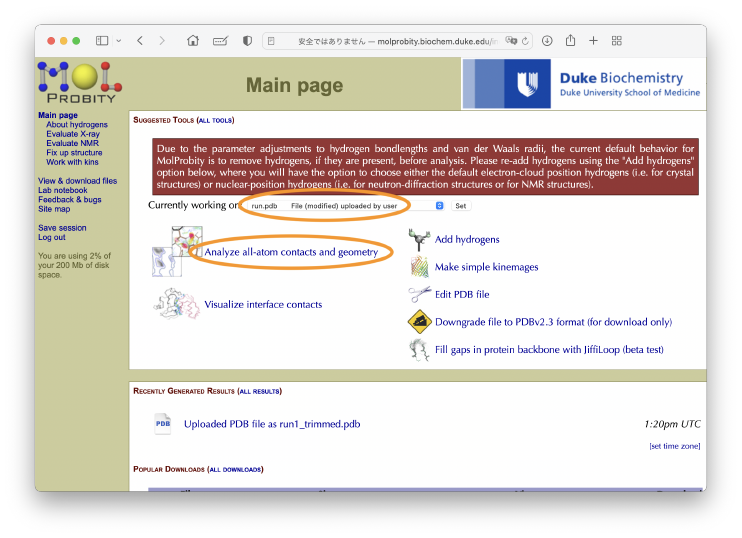 安全ではありません — molprobity.biochem.duke.edu/
MOL
PROBITY
Main page
Duke Biochemistry
Duke University School of Medicine
Main page
About hydrogens
Evaluate X-ray
Evaluate NMR
Fix up structure
Work with kins
View & download files
Lab notebook
Feedback & bugs
Site map
Save session
Log out
You are using 2% of
your 200 Mb of disk
space.
Suggested Tools (all tools)
Due to the parameter adjustments to hydrogen bondlengths and van der Waals radii, the current default behavior for
MolProbity is to remove hydrogens, if they are present, before analysis. Please re-add hydrogens using the "Add hydrogens"
option below, where you will have the option to choose either the default electron-cloud position hydrogens (i.e. for crystal
structures) or nuclear-position hydrogens (i.e. for neutron-diffraction structures or for NMR structures).
Currently working on run.pdb File (modified) uploaded by user Set
Analyze all-atom contacts and geometry
Visualize interface contacts
Add hydrogens
Make simple kinemages
Edit PDB file
Downgrade file to PDBv2.3 format (for download only)
Fill gaps in protein backbone with JiffiLoop (beta test)
Recently Generated Results (all results)
PDB Uploaded PDB file as run1_trimmed.pdb 1:20pm UTC
[set time zone]
Popular Downloads (all downloads)